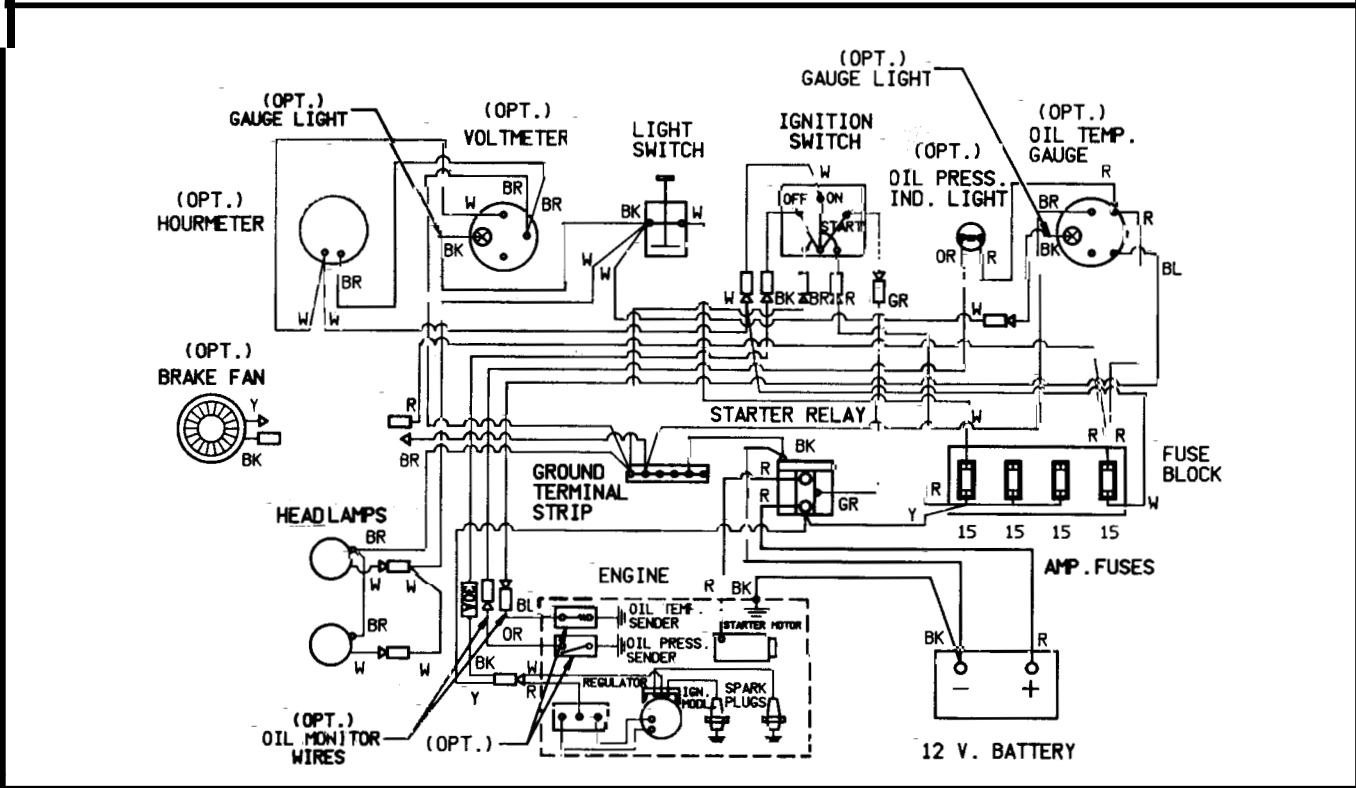 (OPT.)
GAUGE LIGHT
(OPT.)
VOLTMETER
LIGHT
SWITCH
IGNITION
SWITCH
(OPT.)
GAUGE LIGHT
(OPT.)
OIL TEMP.
GAUGE
(OPT.)
OIL PRESS.
IND. LIGHT
(OPT.)
HOURMETER
BR
BR
W
BK
BR
W
W
BK
W
W
W
W
OFF
ON
START
W
BK
BR
R
GR
OR
R
BR
BK
R
R
BL
W
(OPT.)
BRAKE FAN
Y
BK
R
BR
STARTER RELAY
BK
R
R
GR
GROUND
TERMINAL
STRIP
W
R
R
R
Y
W
FUSE
BLOCK
15
15
15
15
AMP. FUSES
HEADLAMPS
BR
W
W
BR
W
W
30A
BL
OR
BK
W
R
Y
ENGINE
R
BK
OIL TEMP.
SENDER
OIL PRESS.
SENDER
STARTER MOTOR
REGULATOR
IGN.
MODL
SPARK
PLUGS
(OPT.)
OIL MONITOR
WIRES
(OPT.)
BK
R
-
+
12 V. BATTERY